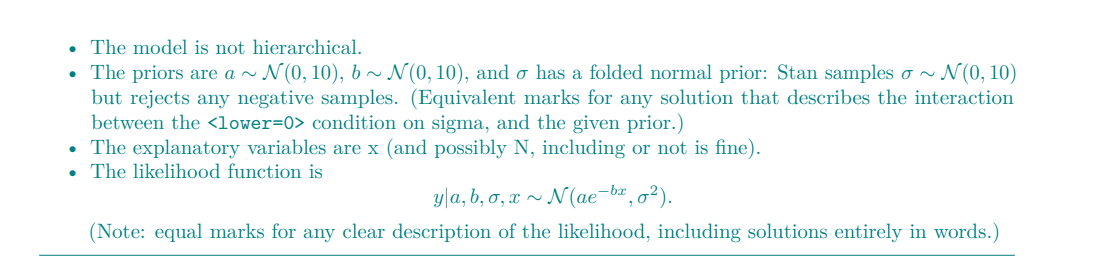 • The model is not hierarchical.
• The priors are a ∼ 𝒩(0, 10), b ∼ 𝒩(0, 10), and σ has a folded normal prior: Stan samples σ ∼ 𝒩(0, 10)
but rejects any negative samples. (Equivalent marks for any solution that describes the interaction
between the <lower=0> condition on sigma, and the given prior.)
• The explanatory variables are x (and possibly N, including or not is fine).
• The likelihood function is
y|a, b, σ, x ∼ 𝒩(ae⁻ᵇˣ, σ²).
(Note: equal marks for any clear description of the likelihood, including solutions entirely in words.)